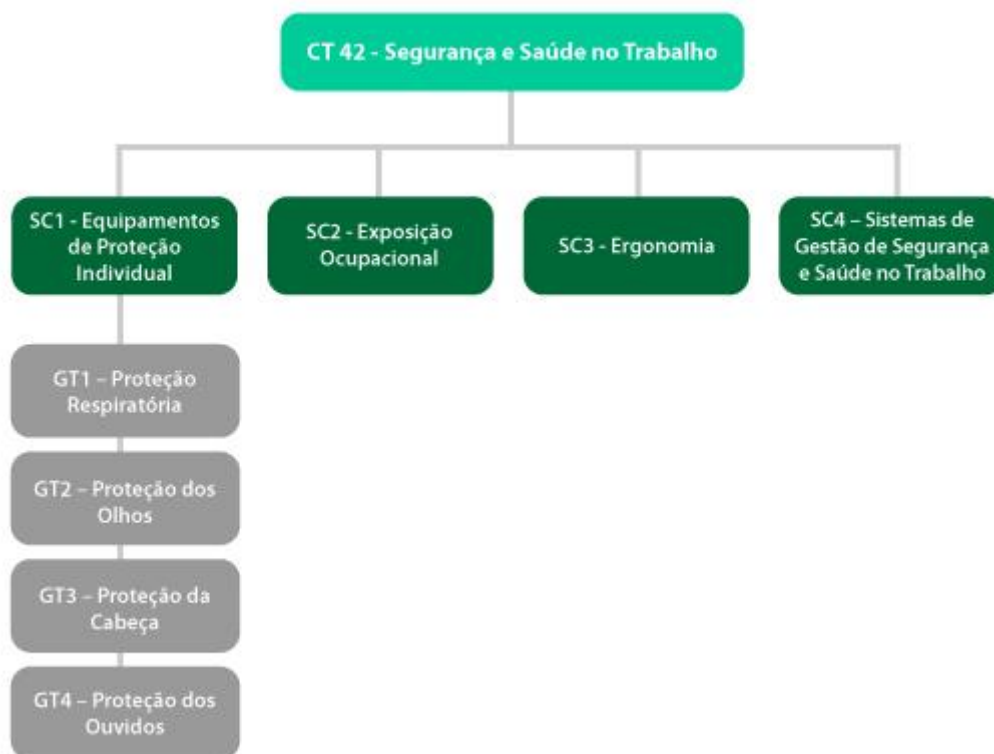 CT 42 - Segurança e Saúde no Trabalho
SC1 - Equipamentos
de Proteção
Individual
SC2 - Exposição
Ocupacional
SC3 - Ergonomia
SC4 – Sistemas de
Gestão de Segurança
e Saúde no Trabalho
GT1 – Proteção
Respiratória
GT2 – Proteção dos
Olhos
GT3 – Proteção da
Cabeça
GT4 – Proteção dos
Ouvidos